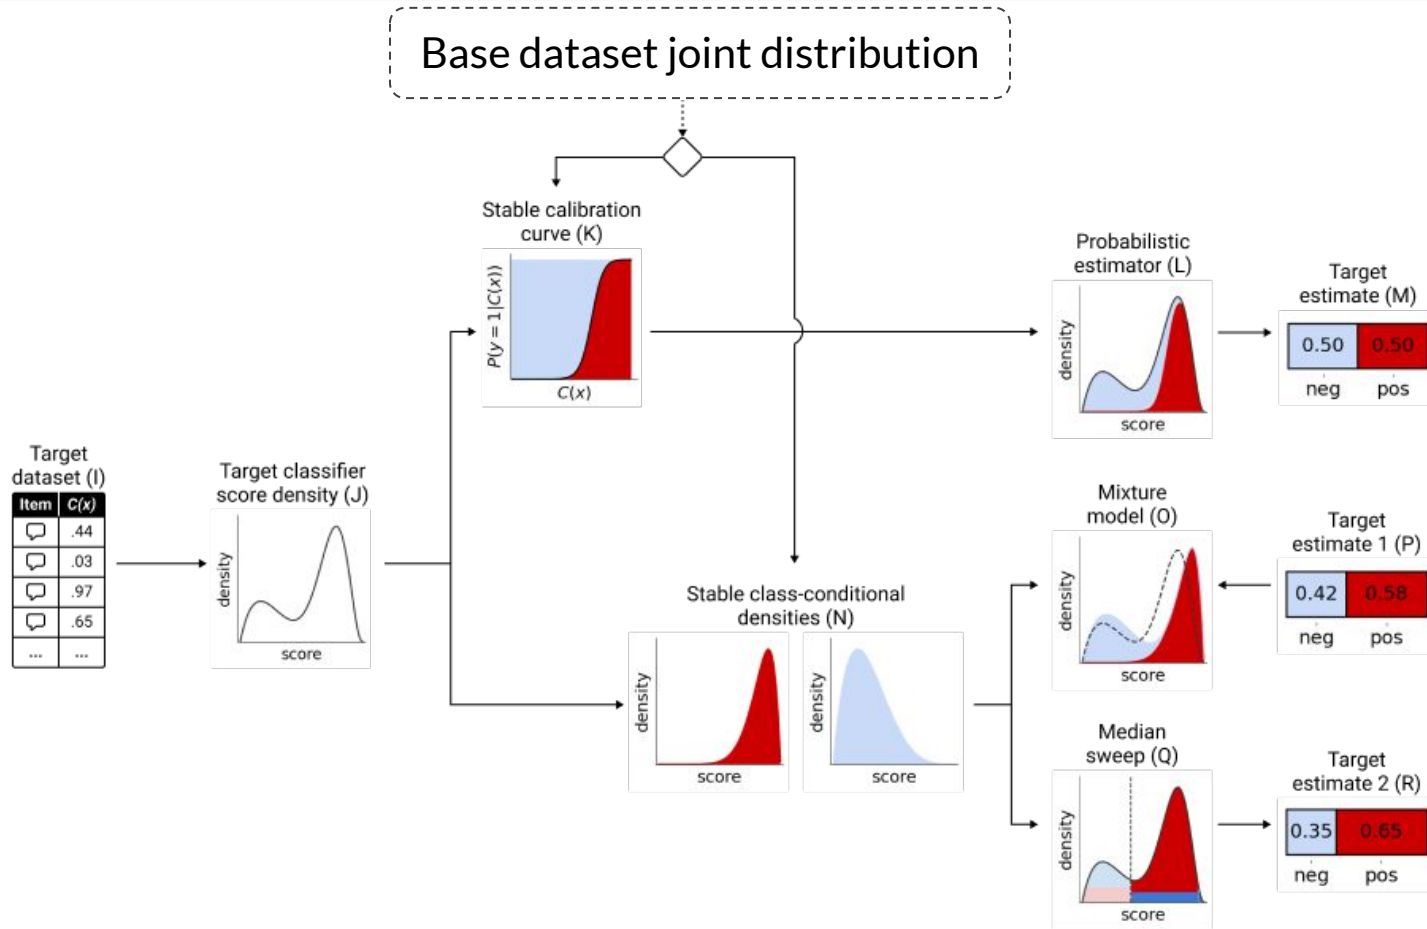 Base dataset joint distribution
Stable calibration
curve (K)
P(y = 1|C(x))
C(x)
Probabilistic
estimator (L)
density
score
Target
estimate (M)
0.50 0.50
neg pos
Target
dataset (I)
Item C(x)
.44
.03
.97
.65
... ...
Target classifier
score density (J)
density
score
Stable class-conditional
densities (N)
density
score
density
score
Mixture
model (O)
density
score
Target
estimate 1 (P)
0.42 0.58
neg pos
Median
sweep (Q)
density
score
Target
estimate 2 (R)
0.35 0.65
neg pos